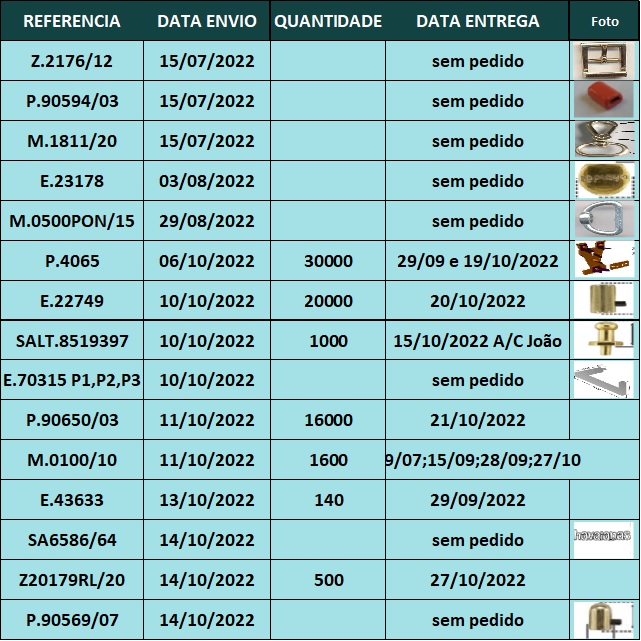 REFERENCIA DATA ENVIO QUANTIDADE DATA ENTREGA Foto
Z.2176/12 15/07/2022 sem pedido
P.90594/03 15/07/2022 sem pedido
M.1811/20 15/07/2022 sem pedido
E.23178 03/08/2022 sem pedido
M.0500PON/15 29/08/2022 sem pedido
P.4065 06/10/2022 30000 29/09 e 19/10/2022
E.22749 10/10/2022 20000 20/10/2022
SALT.8519397 10/10/2022 1000 15/10/2022 A/C João
E.70315 P1,P2,P3 10/10/2022 sem pedido
P.90650/03 11/10/2022 16000 21/10/2022
M.0100/10 11/10/2022 1600 9/07;15/09;28/09;27/10
E.43633 13/10/2022 140 29/09/2022
SA6586/64 14/10/2022 sem pedido havaianas
Z20179RL/20 14/10/2022 500 27/10/2022
P.90569/07 14/10/2022 sem pedido